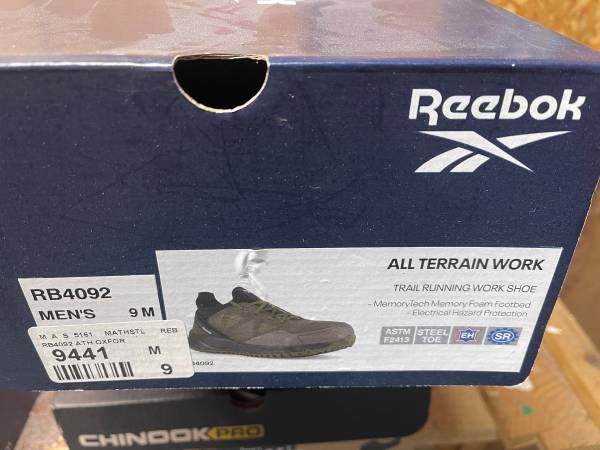 Reebok
ALL TERRAIN WORK
TRAIL RUNNING WORK SHOE
- MemoryTech Memory Foam Footbed
- Electrical Hazard Protection
ASTM F2413
STEEL TOE
EH
SR
RB4092
MEN'S 9 M
M A S 5161 MATHSTL REB
RB4092 ATH OXFOR
9441 M
9
4092
CHINOOK PRO